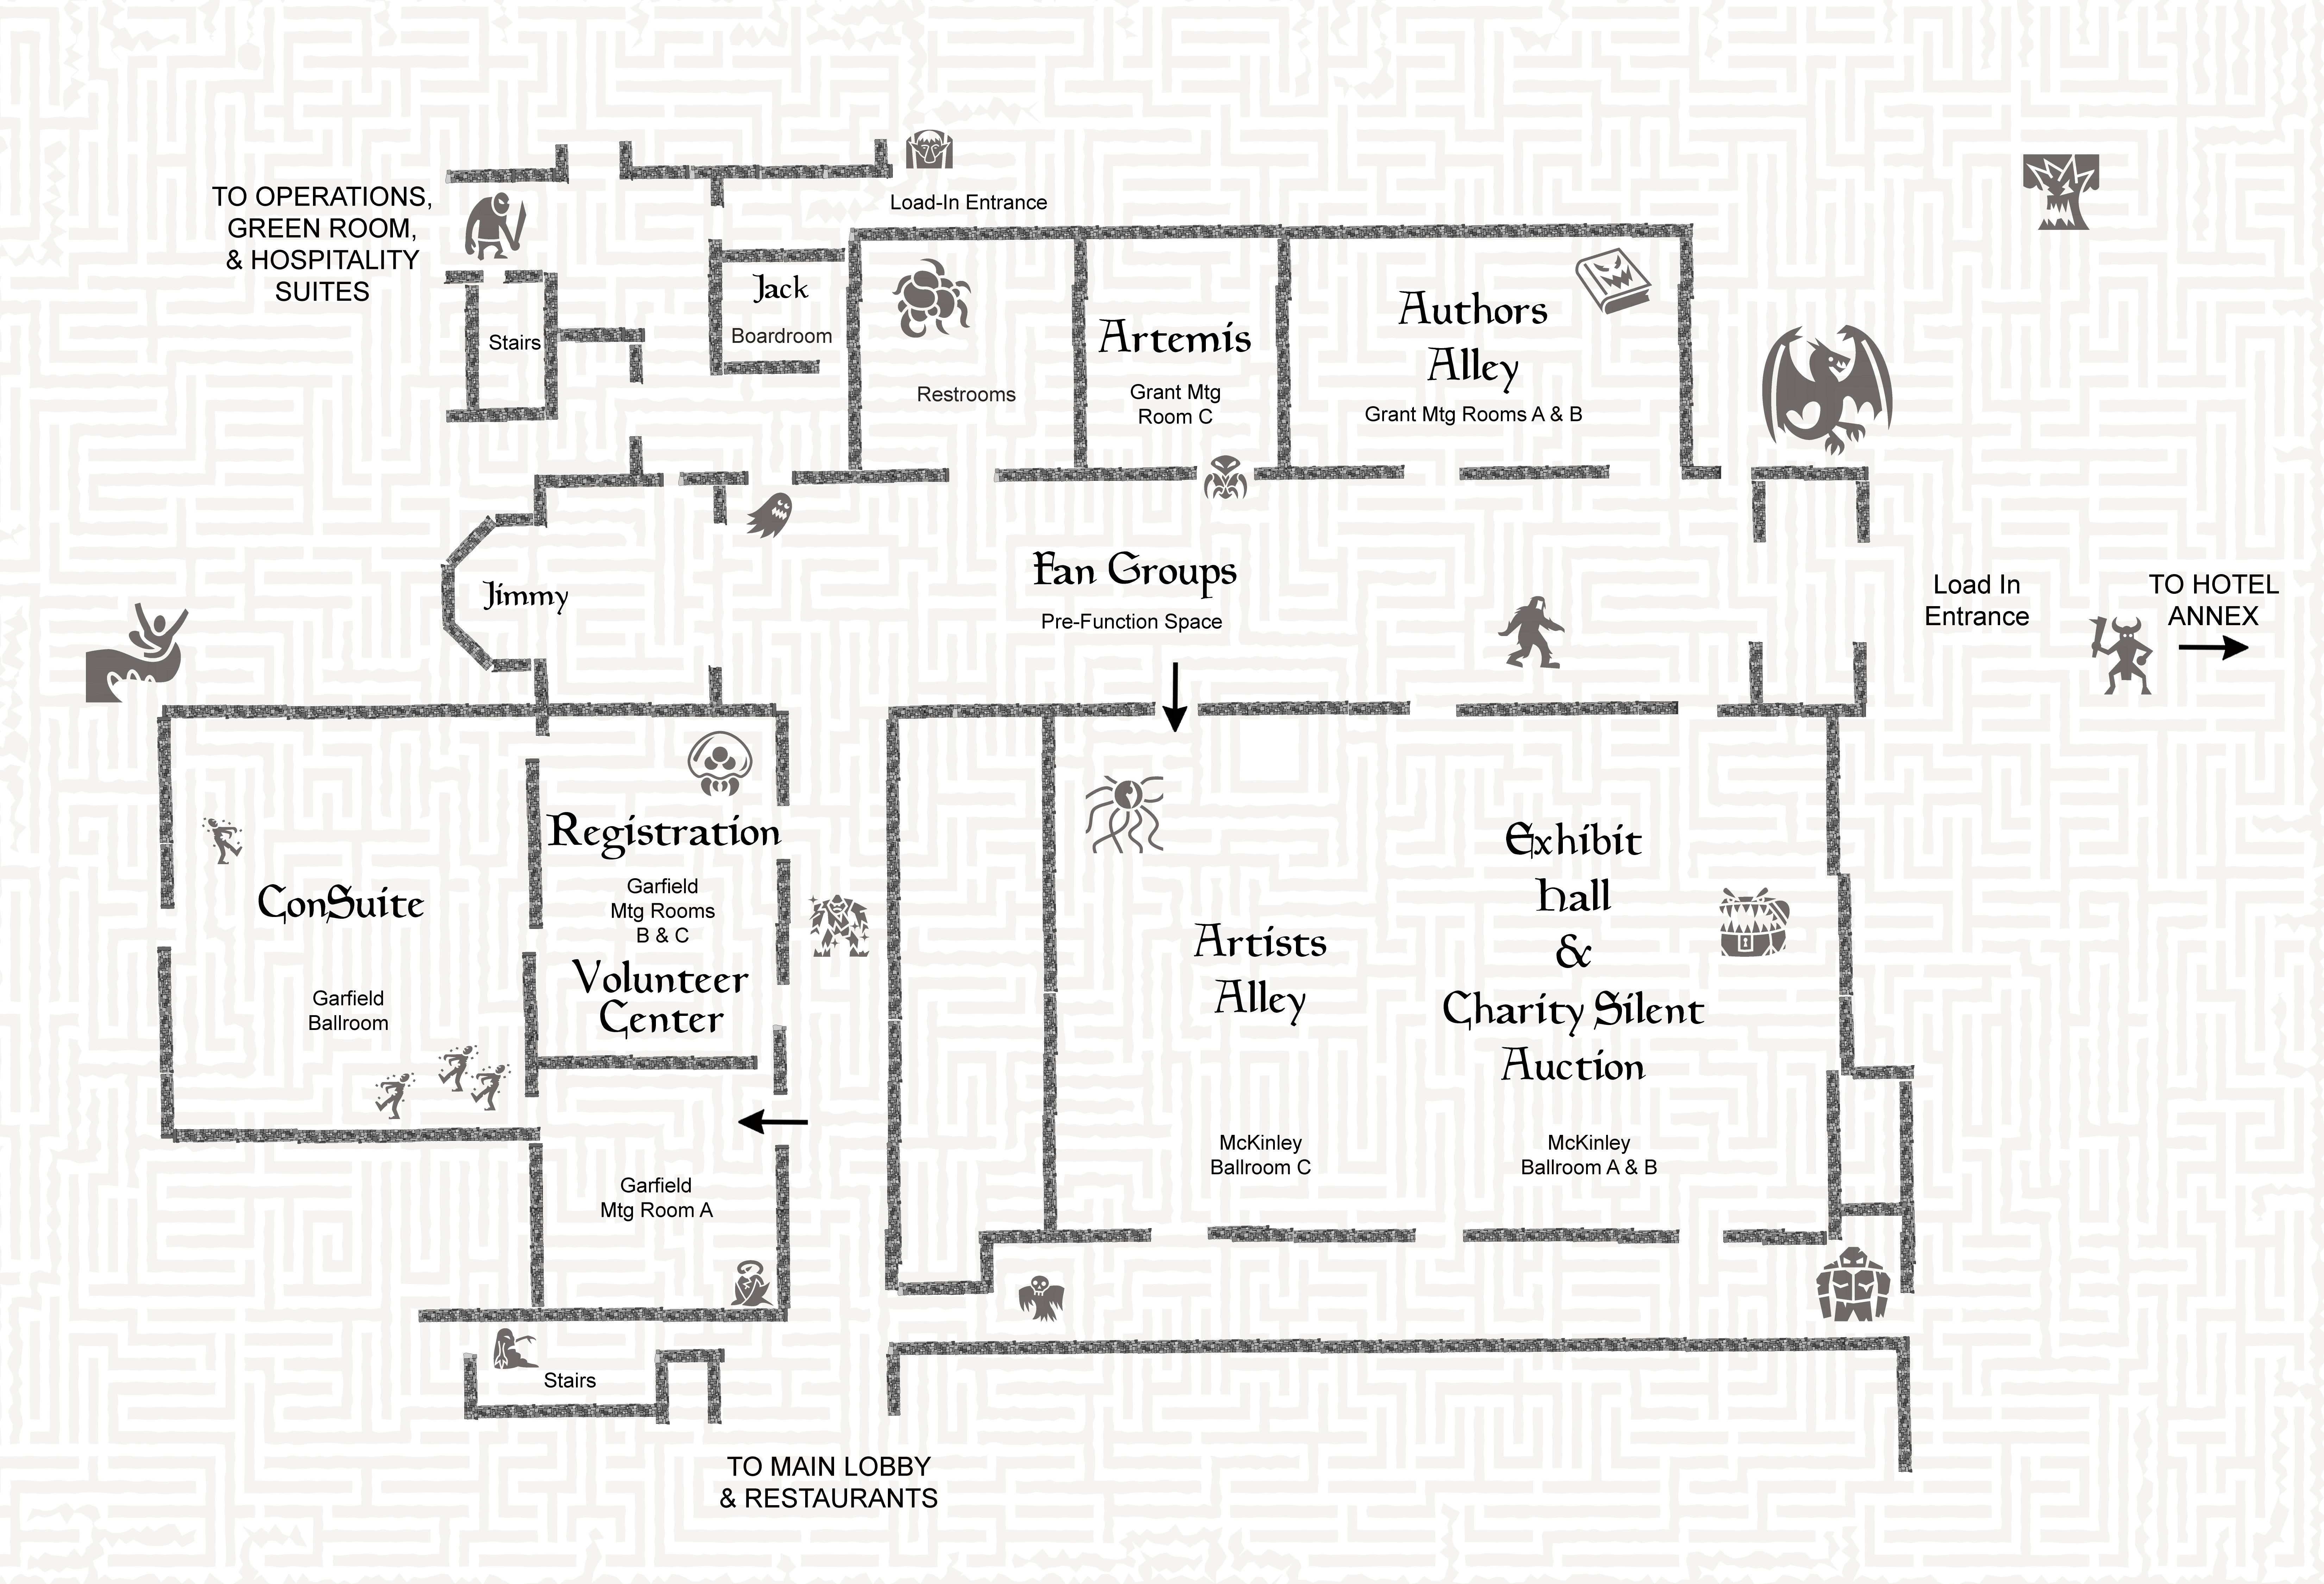 TO OPERATIONS,
GREEN ROOM,
& HOSPITALITY
SUITES
Load-In Entrance
Jack
Boardroom
Stairs
Restrooms
Artemis
Grant Mtg
Room C
Authors
Alley
Grant Mtg Rooms A & B
Jimmy
Fan Groups
Pre-Function Space
Load In
Entrance
TO HOTEL
ANNEX
ConSuite
Garfield
Ballroom
Registration
Garfield
Mtg Rooms
B & C
Volunteer
Center
Garfield
Mtg Room A
Artists
Alley
McKinley
Ballroom C
Exhibit
Hall
&
Charity Silent
Auction
McKinley
Ballroom A & B
Stairs
TO MAIN LOBBY
& RESTAURANTS